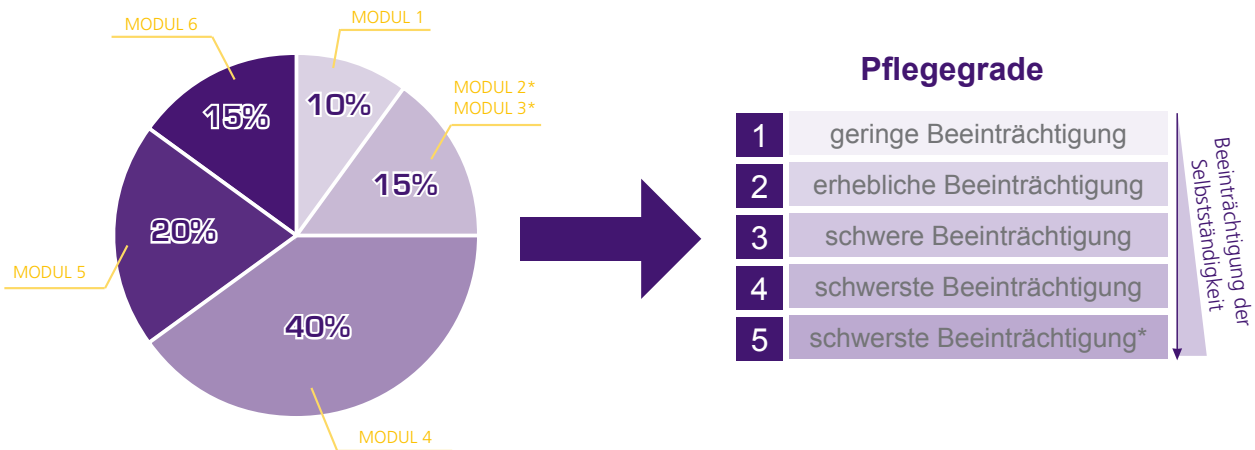 MODUL 6
MODUL 1
MODUL 2*
MODUL 3*
MODUL 5
MODUL 4
15%
10%
15%
20%
40%
Pflegegrade
1 geringe Beeinträchtigung
2 erhebliche Beeinträchtigung
3 schwere Beeinträchtigung
4 schwerste Beeinträchtigung
5 schwerste Beeinträchtigung*
Beeinträchtigung der
Selbstständigkeit